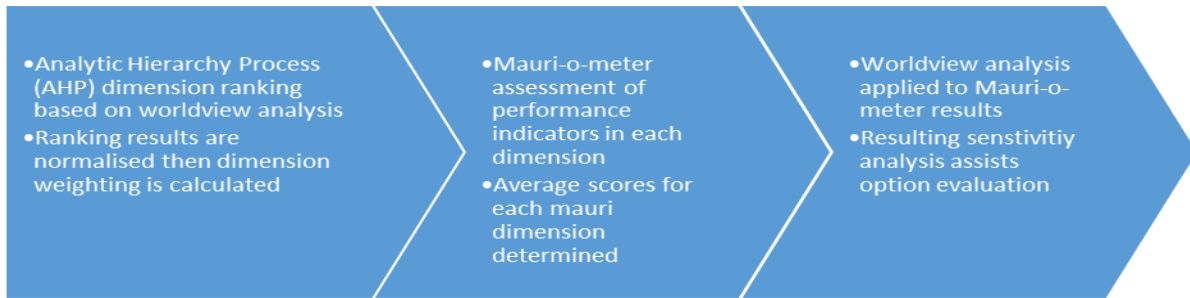 •Analytic Hierarchy Process
(AHP) dimension ranking
based on worldview analysis
•Ranking results are
normalised then dimension
weighting is calculated
•Mauri-o-meter
assessment of
performance
indicators in each
dimension
•Average scores for
each mauri
dimension
determined
•Worldview analysis
applied to Mauri-o-
meter results
•Resulting senstivitiy
analysis assists
option evaluation